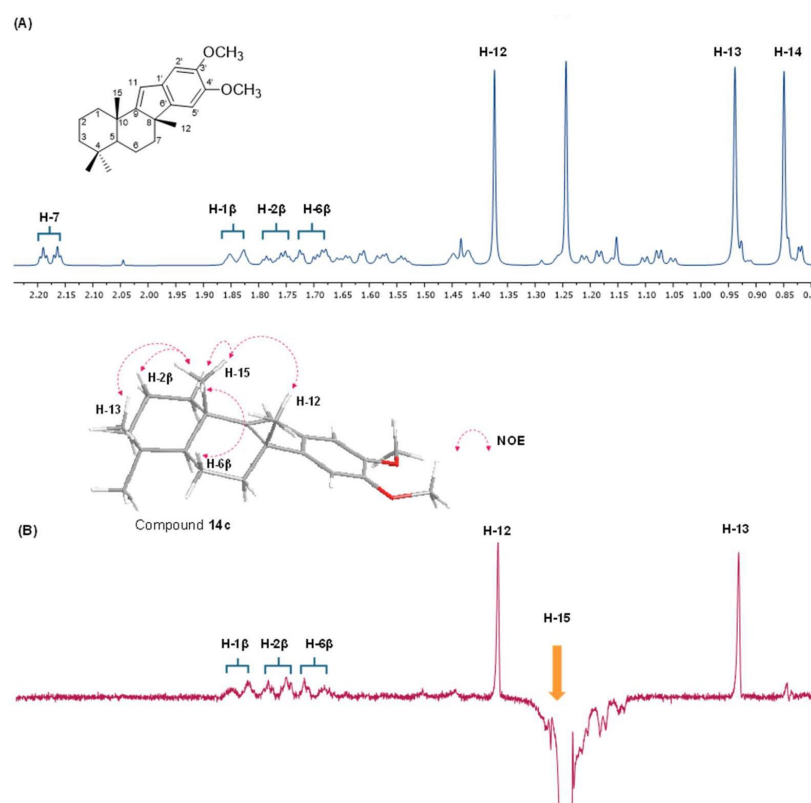 (A)
H-12
H-13
H-14
2'
OCH₃
3'
11
1'
4'
OCH₃
15
6'
5'
1
9
10
8
12
2
3
5
7
4
6
H-7
H-1β
H-2β
H-6β
2.20 2.15 2.10 2.05 2.00 1.95 1.90 1.85 1.80 1.75 1.70 1.65 1.60 1.55 1.50 1.45 1.40 1.35 1.30 1.25 1.20 1.15 1.10 1.05 1.00 0.95 0.90 0.85 0.8
H-2β
H-15
H-13
H-12
NOE
H-6β
Compound 14c
(B)
H-12
H-13
H-15
H-1β
H-2β
H-6β